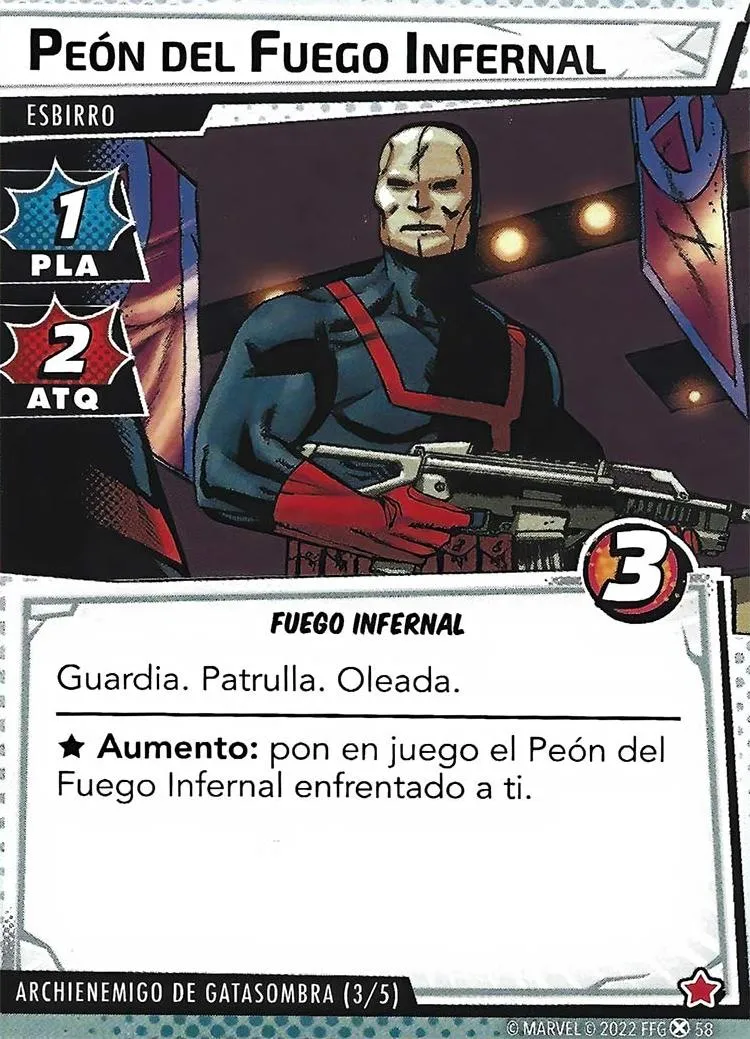 Peón del Fuego Infernal
ESBIRRO
1
PLA
2
ATQ
3
FUEGO INFERNAL
Guardia. Patrulla. Oleada.
★ Aumento: pon en juego el Peón del
Fuego Infernal enfrentado a ti.
ARCHIENEMIGO DE GATASOMBRA (3/5)
© MARVEL © 2022 FFG 58